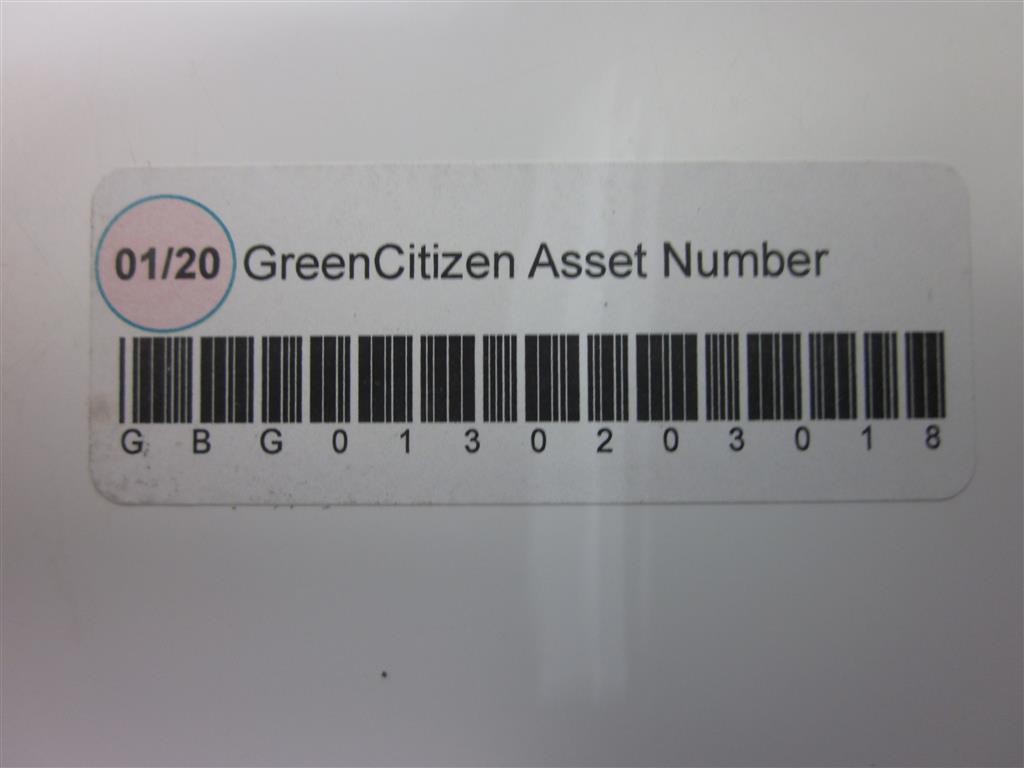 01/20 GreenCitizen Asset Number
G B G 0 1 3 0 2 0 3 0 1 8